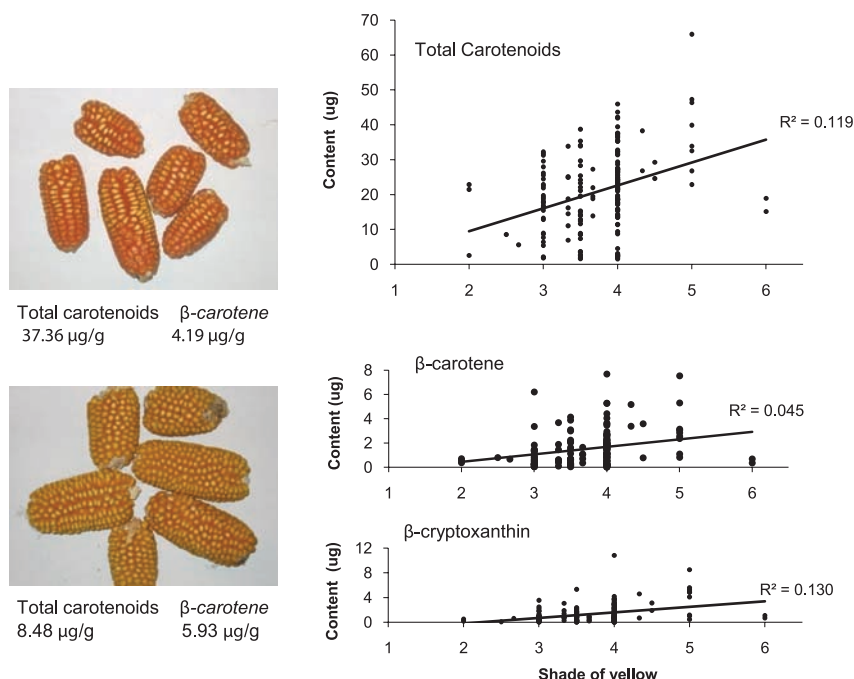 Total carotenoids β-carotene
37.36 µg/g 4.19 µg/g
Total carotenoids β-carotene
8.48 µg/g 5.93 µg/g
Total Carotenoids
Content (ug)
70
60
50
40
30
20
10
0
R² = 0.119
1 2 3 4 5 6
β-carotene
Content (ug)
8
6
4
2
0
R² = 0.045
1 2 3 4 5 6
β-cryptoxanthin
Content (ug)
12
8
4
0
R² = 0.130
1 2 3 4 5 6
Shade of yellow